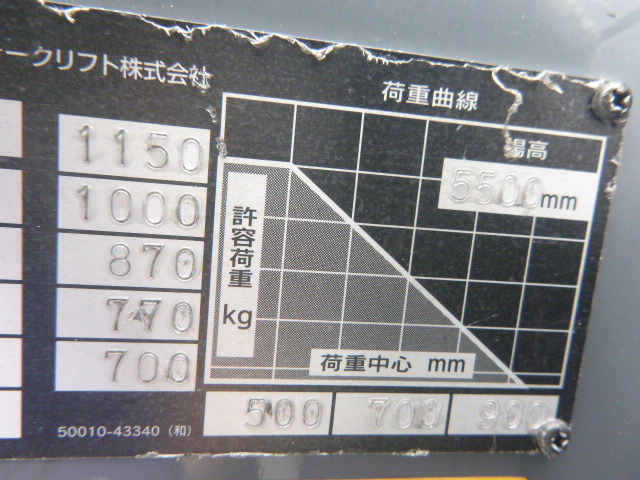 ークリフト株式会社
荷重曲線
揚高
5500mm
1150
1000
870
770
700
許容荷重
kg
荷重中心 mm
500 700 900
50010-43340（和）